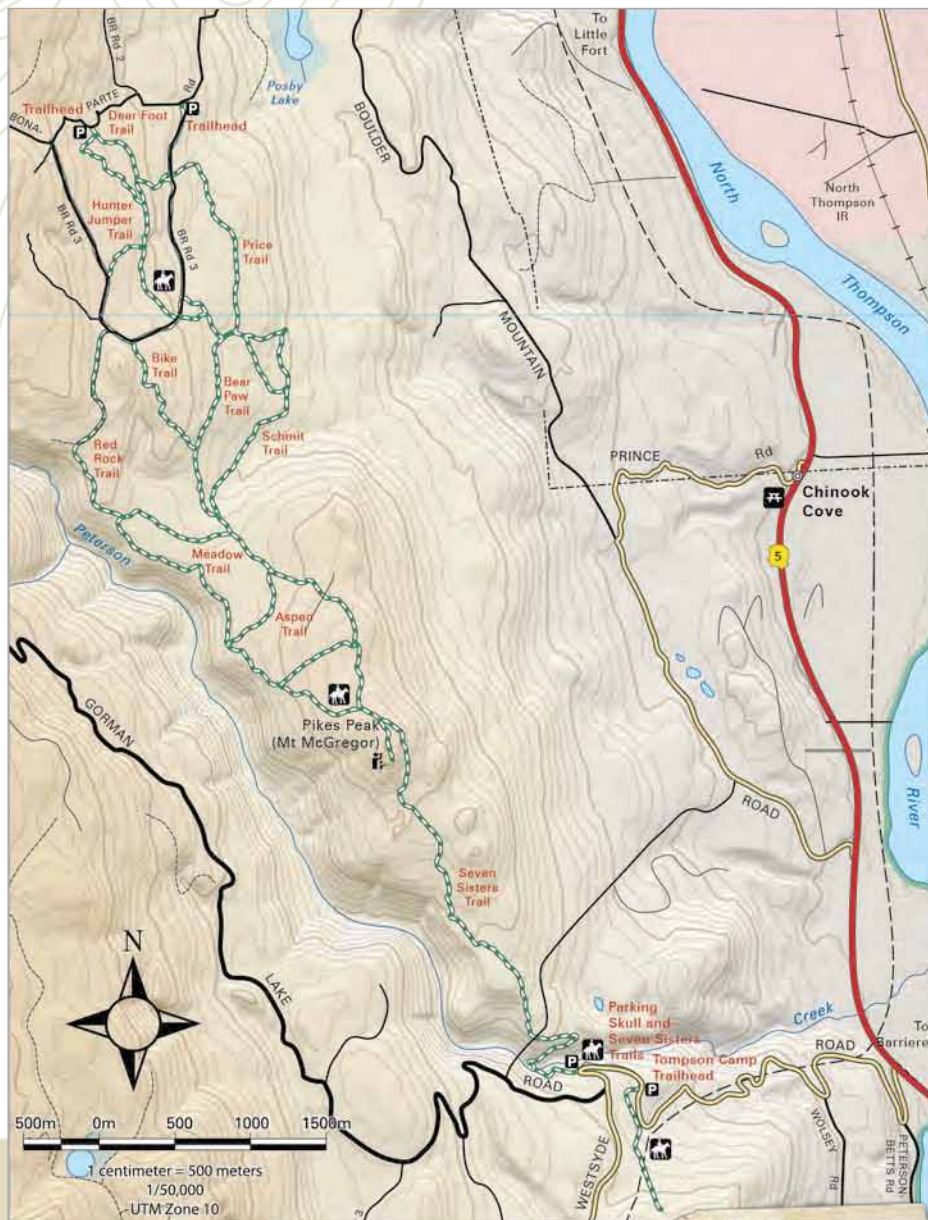 To
Little
Fort
BR Rd 2
Posby
Lake
Rd
Trailhead
PARTE
BONA-
Deer Foot
Trail
P
P
Trailhead
BOULDER
North
North
Thompson
IR
Hunter
Jumper
Trail
BR Rd 3
BR Rd 3
Price
Trail
Thompson
MOUNTAIN
Bike
Trail
Bear
Paw
Trail
Schmit
Trail
Red
Rock
Trail
PRINCE
Rd
Chinook
Cove
5
Peterson
Meadow
Trail
Aspen
Trail
GORMAN
Pikes Peak
(Mt McGregor)
River
ROAD
Seven
Sisters
Trail
N
LAKE
Parking
Skull and
Seven Sisters
Trails
Creek
To
Barriere
P
Tompson Camp
Trailhead
P
ROAD
ROAD
500m 0m 500 1000 1500m
1 centimeter = 500 meters
1/50,000
UTM Zone 10
WESTSYDE
WOLSEY
Rd
PETERSON-
BETTS Rd
3